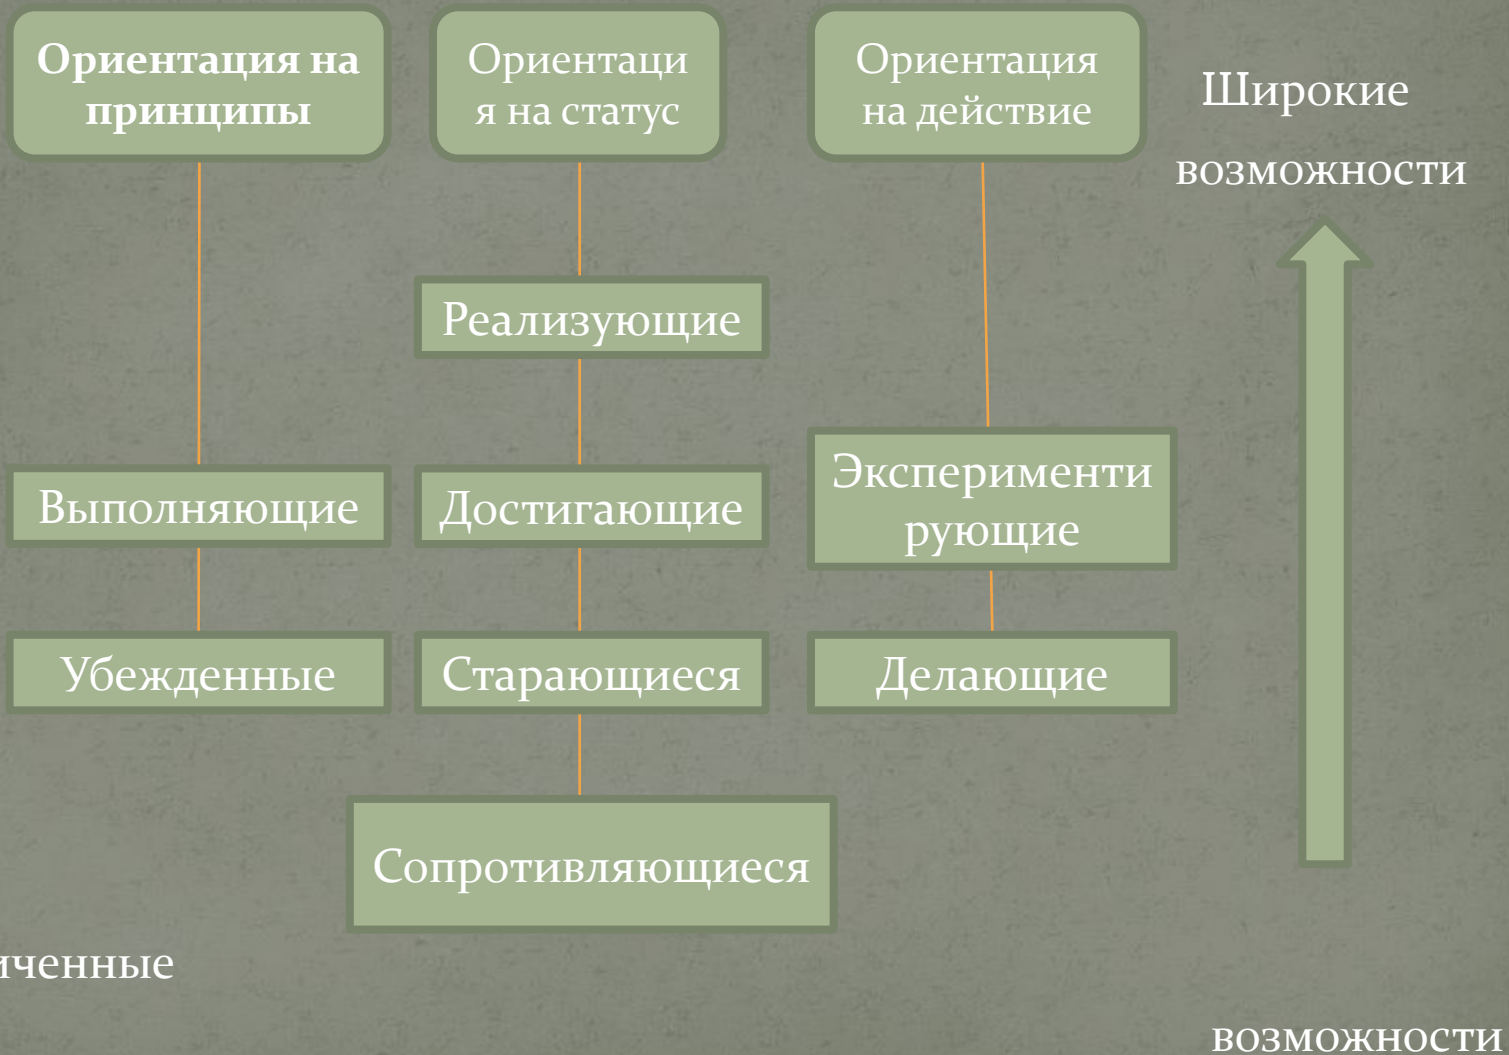 Ориентация на
принципы
Ориентаци
я на статус
Ориентация
на действие
Широкие
возможности
Реализующие
Выполняющие
Достигающие
Эксперименти
рующие
Убежденные
Старающиеся
Делающие
Сопротивляющиеся
иченные
возможности